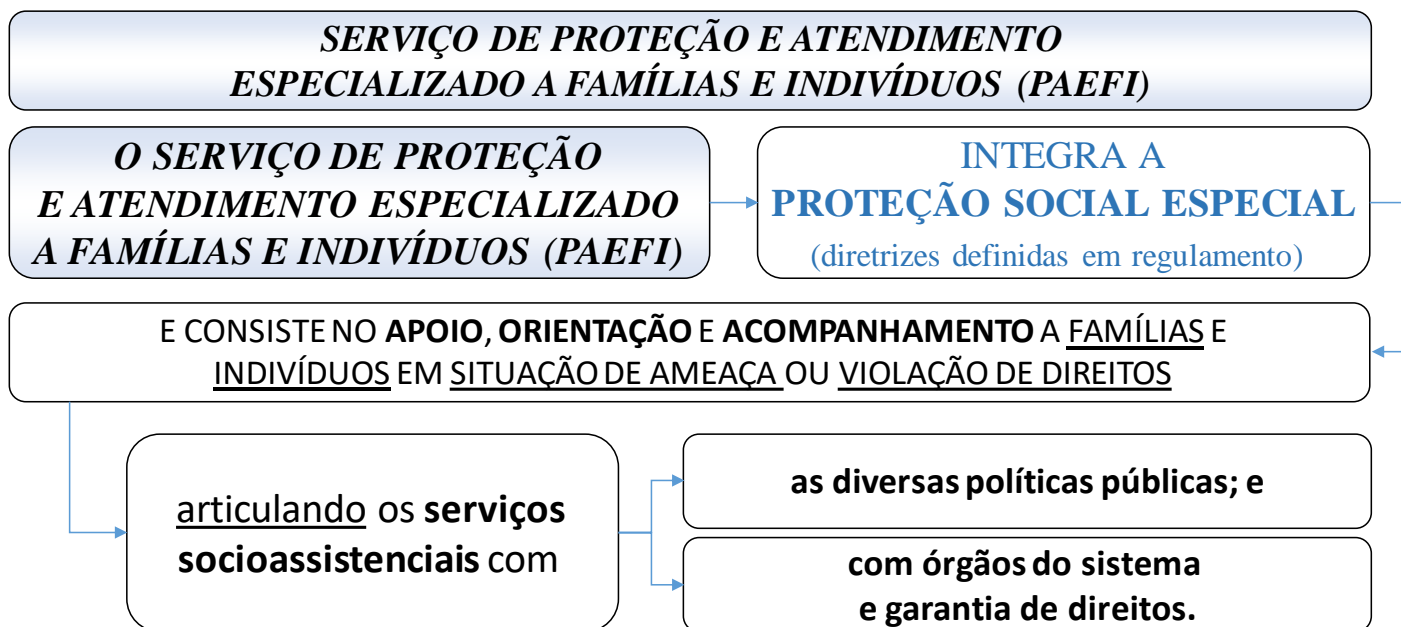 SERVIÇO DE PROTEÇÃO E ATENDIMENTO
ESPECIALIZADO A FAMÍLIAS E INDIVÍDUOS (PAEFI)
O SERVIÇO DE PROTEÇÃO
E ATENDIMENTO ESPECIALIZADO
A FAMÍLIAS E INDIVÍDUOS (PAEFI)
INTEGRA A
PROTEÇÃO SOCIAL ESPECIAL
(diretrizes definidas em regulamento)
E CONSISTE NO APOIO, ORIENTAÇÃO E ACOMPANHAMENTO A FAMÍLIAS E
INDIVÍDUOS EM SITUAÇÃO DE AMEAÇA OU VIOLAÇÃO DE DIREITOS
articulando os serviços
socioassistenciais com
as diversas políticas públicas; e
com órgãos do sistema
e garantia de direitos.